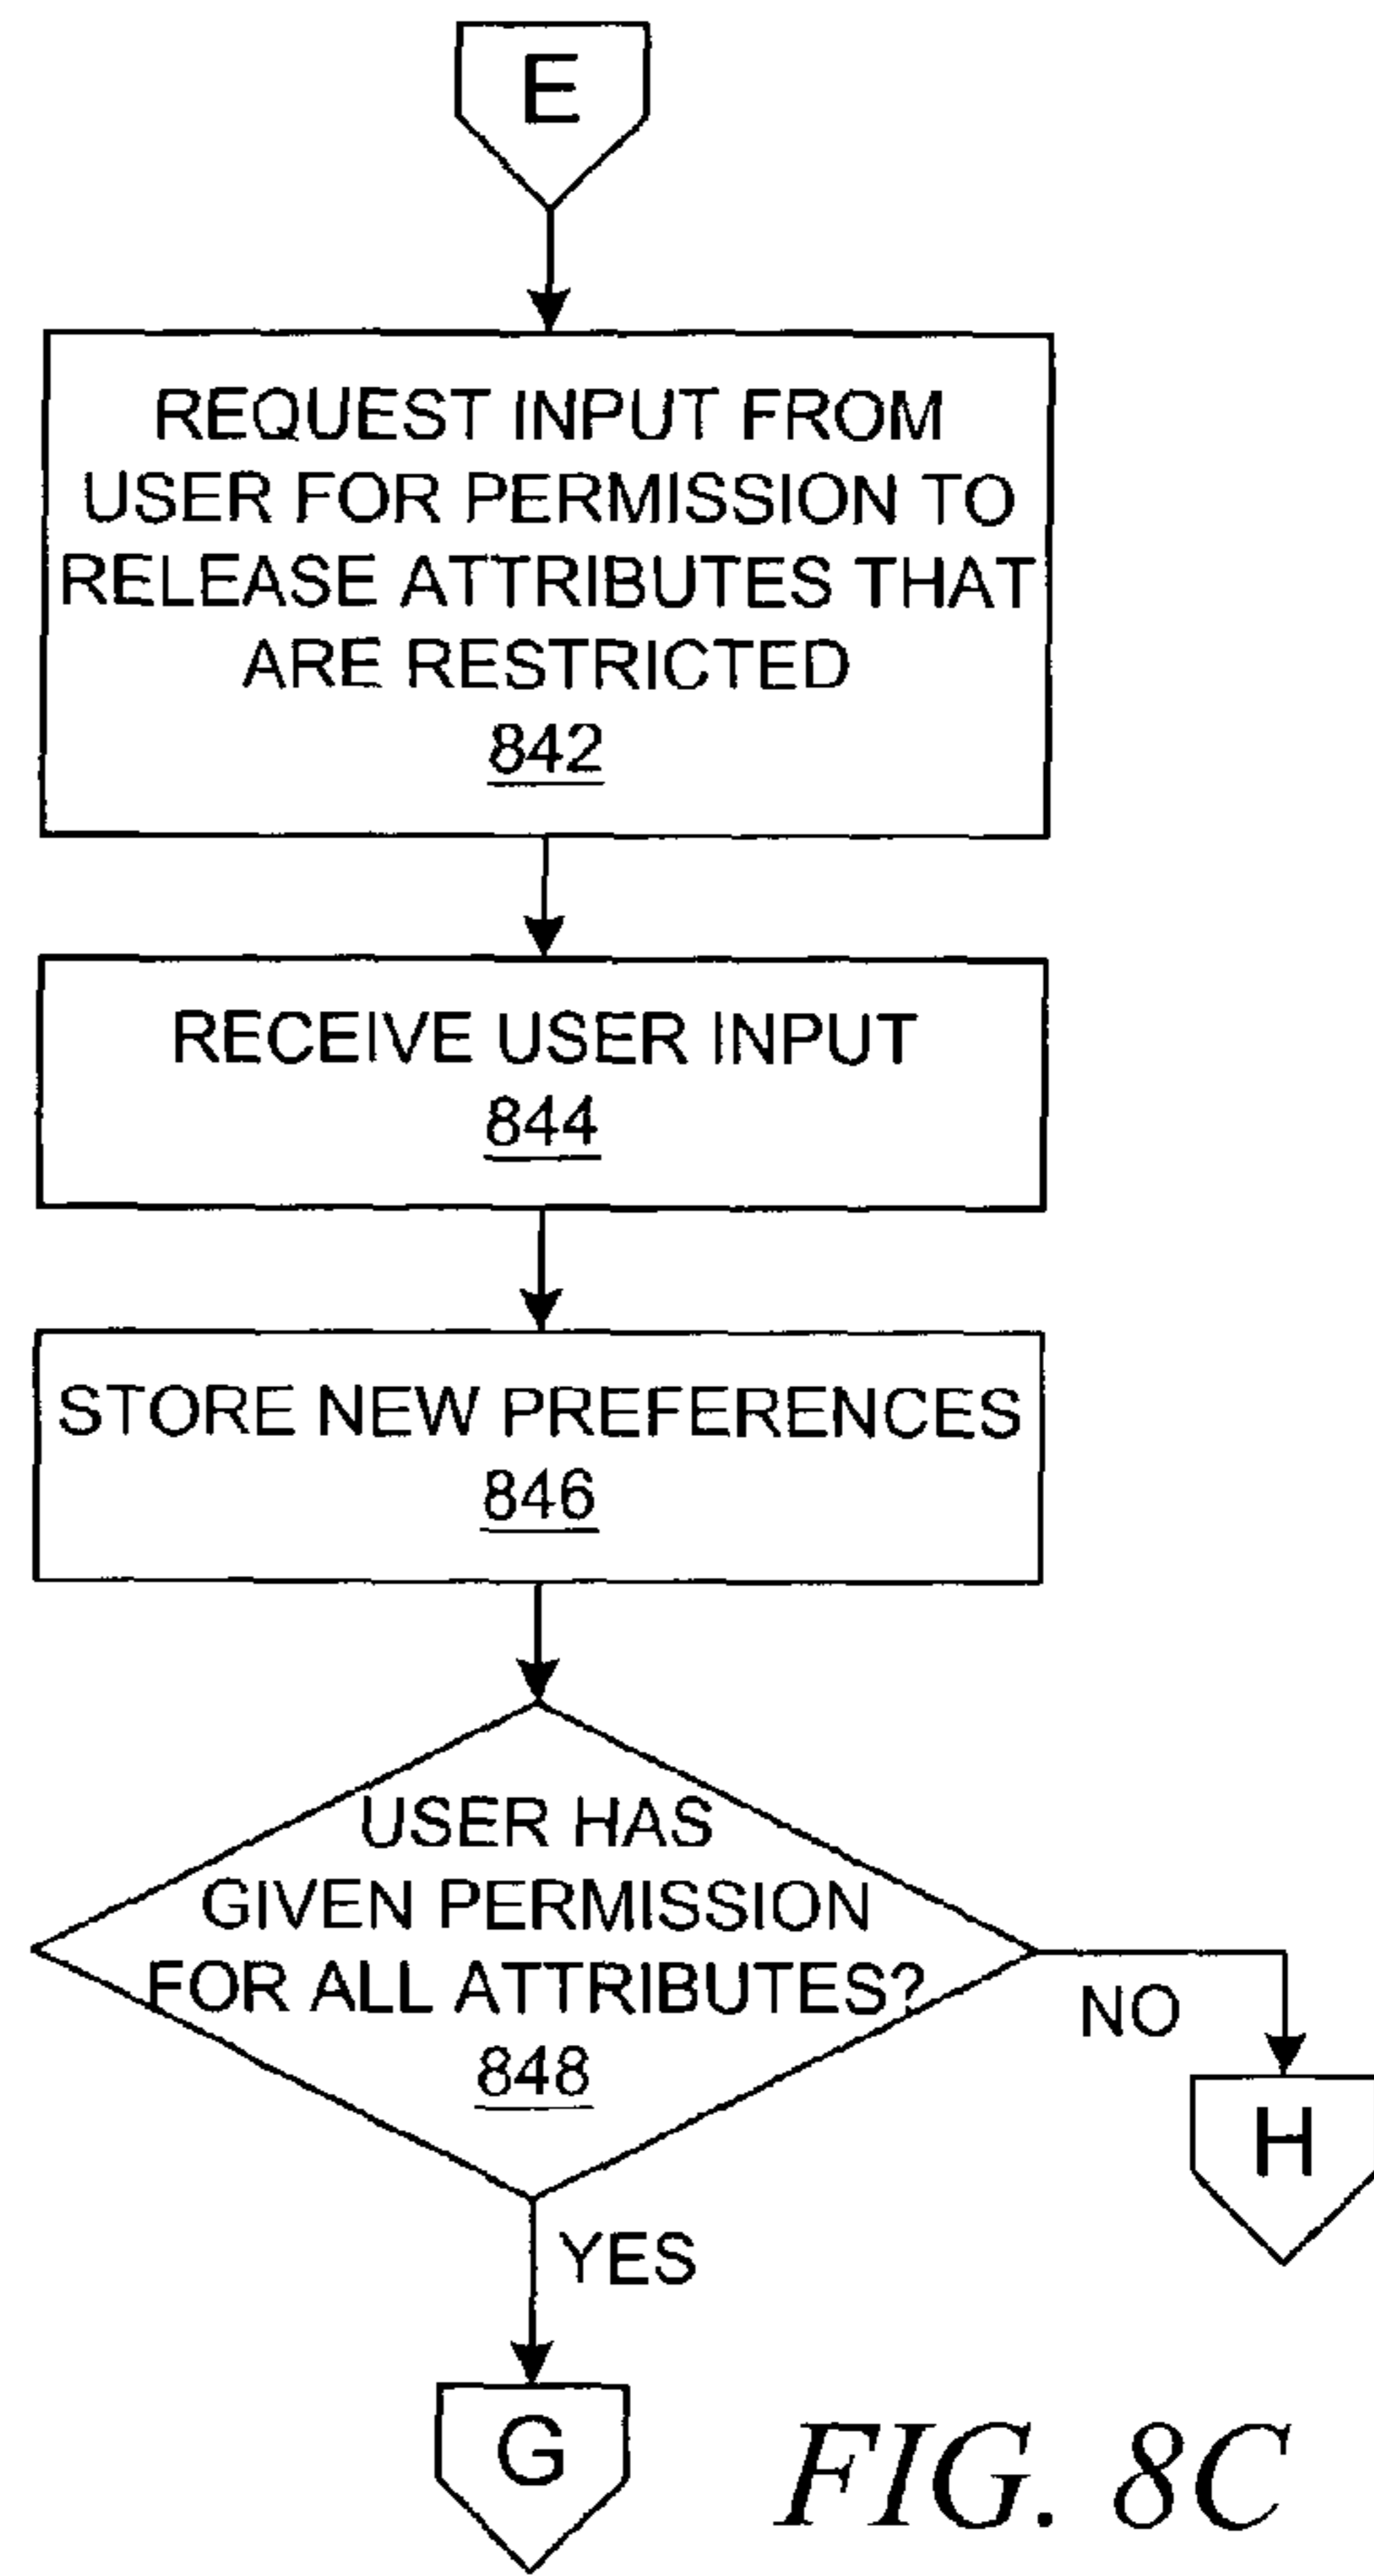 E
REQUEST INPUT FROM
USER FOR PERMISSION TO
RELEASE ATTRIBUTES THAT
ARE RESTRICTED
842
RECEIVE USER INPUT
844
STORE NEW PREFERENCES
846
USER HAS
GIVEN PERMISSION
FOR ALL ATTRIBUTES?
848
NO
H
YES
G
FIG. 8C